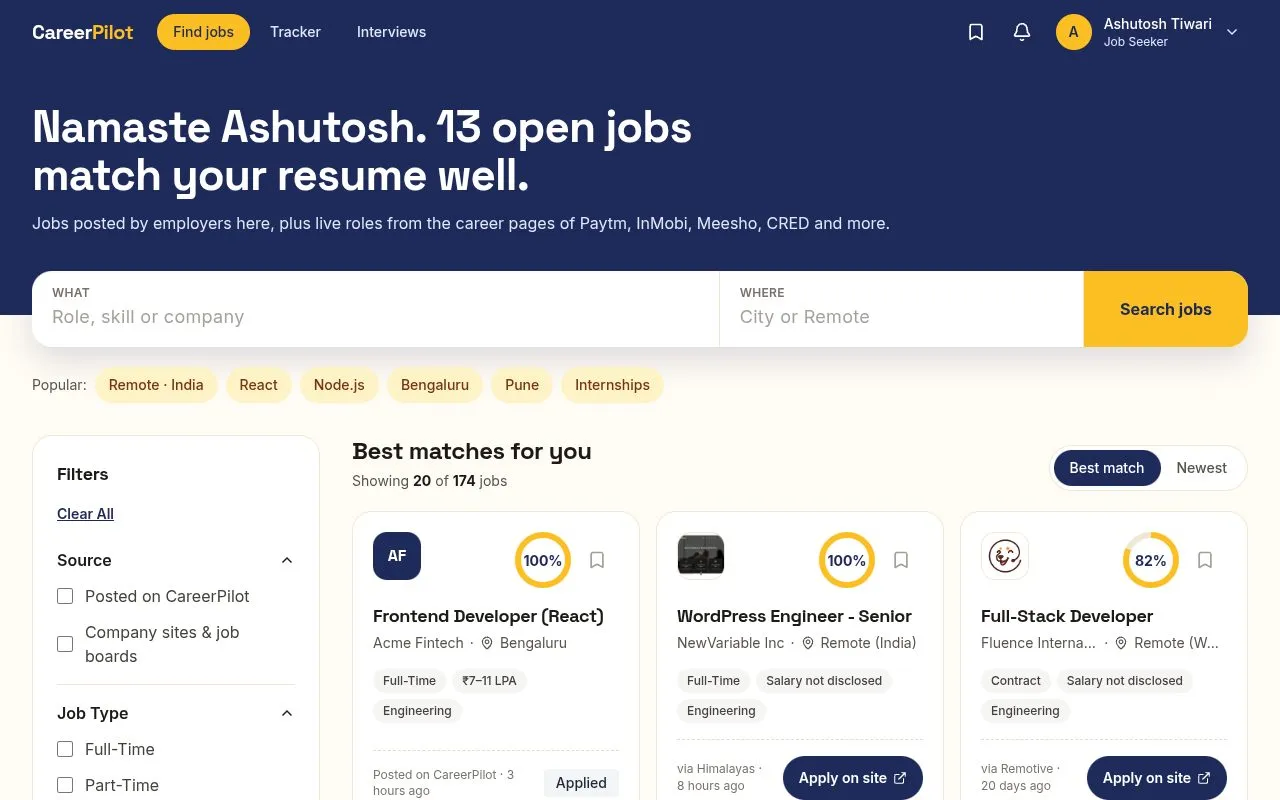 CareerPilot
Find jobs
Tracker
Interviews
A
Ashutosh Tiwari
Job Seeker
Namaste Ashutosh. 13 open jobs
match your resume well.
Jobs posted by employers here, plus live roles from the career pages of Paytm, InMobi, Meesho, CRED and more.
WHAT
Role, skill or company
WHERE
City or Remote
Search jobs
Popular:
Remote · India
React
Node.js
Bengaluru
Pune
Internships
Filters
Clear All
Source
Posted on CareerPilot
Company sites & job
boards
Job Type
Full-Time
Part-Time
Best matches for you
Showing 20 of 174 jobs
Best match
Newest
AF
100%
Frontend Developer (React)
Acme Fintech · Bengaluru
Full-Time
₹7–11 LPA
Engineering
Posted on CareerPilot · 3
hours ago
Applied
100%
WordPress Engineer - Senior
NewVariable Inc · Remote (India)
Full-Time
Salary not disclosed
Engineering
via Himalayas ·
8 hours ago
Apply on site
82%
Full-Stack Developer
Fluence Interna... · Remote (W...
Contract
Salary not disclosed
Engineering
via Remotive ·
20 days ago
Apply on site